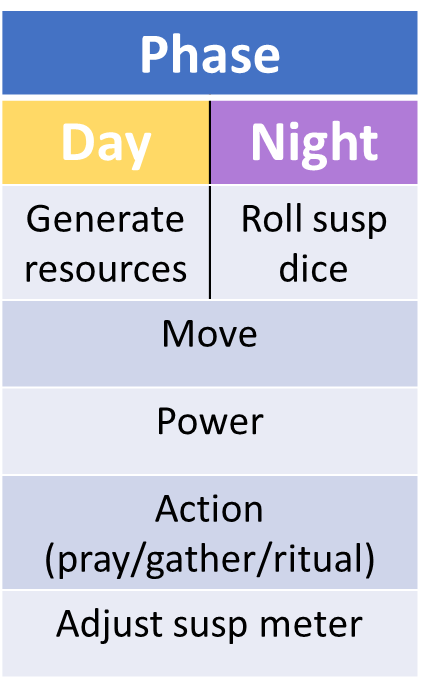 Phase
Day Night
Generate resources
Roll susp dice
Move
Power
Action
(pray/gather/ritual)
Adjust susp meter